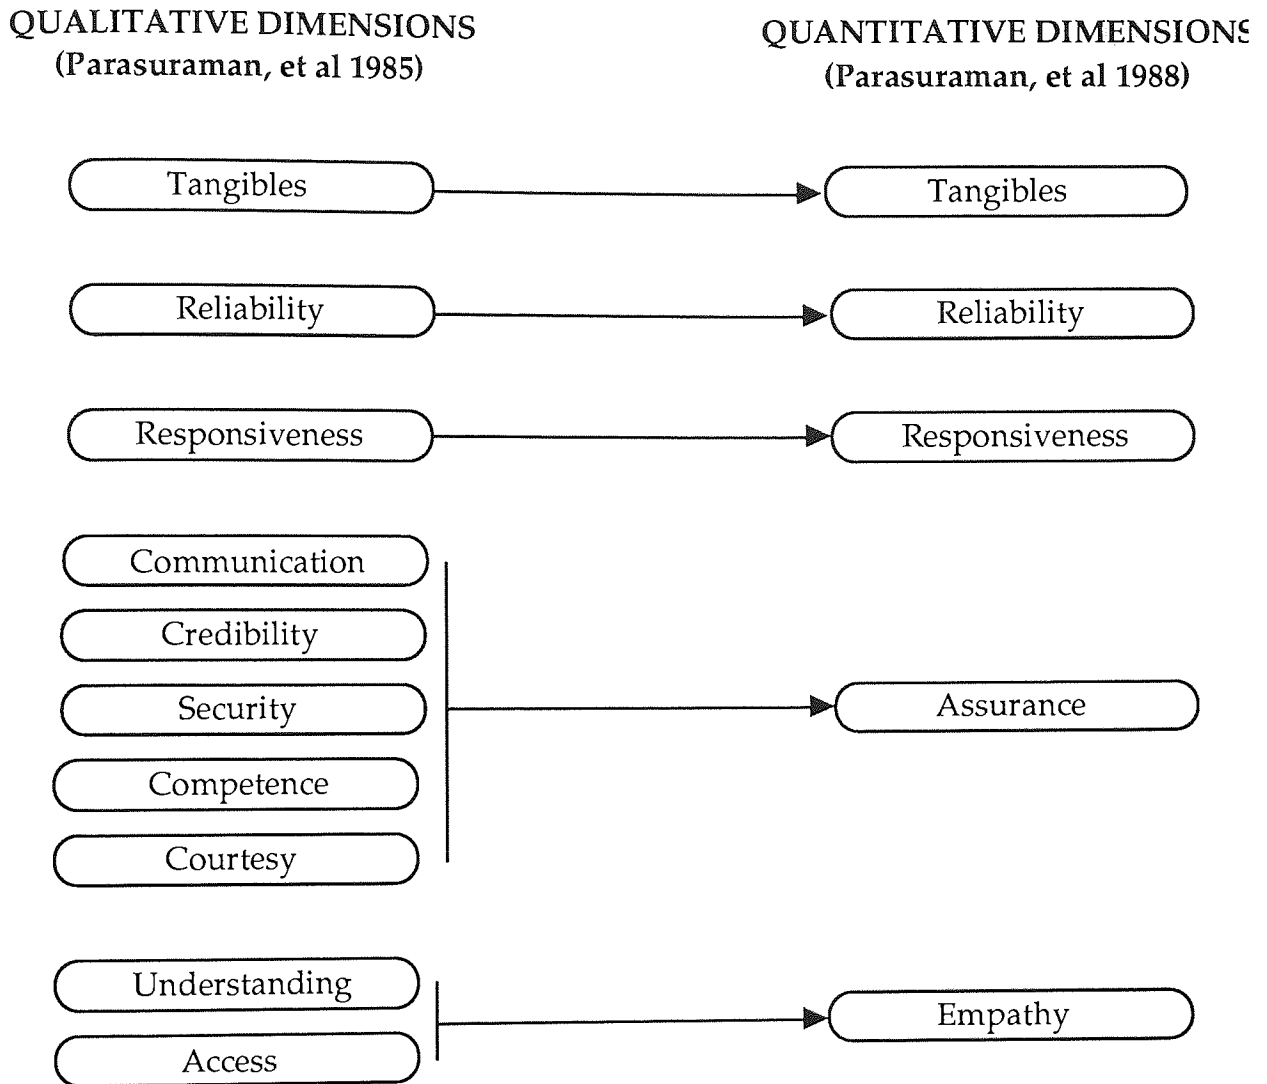 QUALITATIVE DIMENSIONS
(Parasuraman, et al 1985)
QUANTITATIVE DIMENSIONS
(Parasuraman, et al 1988)
Tangibles
Tangibles
Reliability
Reliability
Responsiveness
Responsiveness
Communication
Credibility
Security
Competence
Courtesy
Assurance
Understanding
Access
Empathy